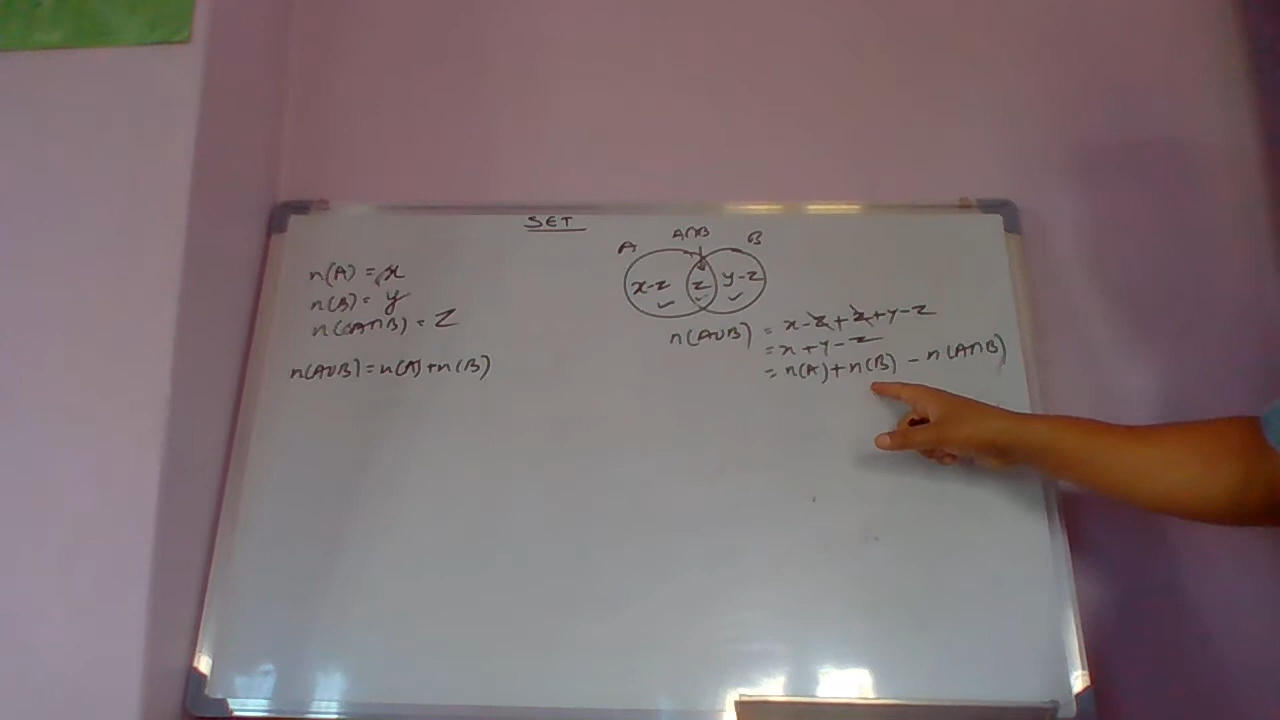 SET
n(A) = x
n(B) = y
n(A∩B) = z
n(A∪B) = n(A) + n(B)
A A∩B B
x-z z y-z
n(A∪B) = x-z+z+y-z
= x+y-z
= n(A)+n(B) - n(A∩B)